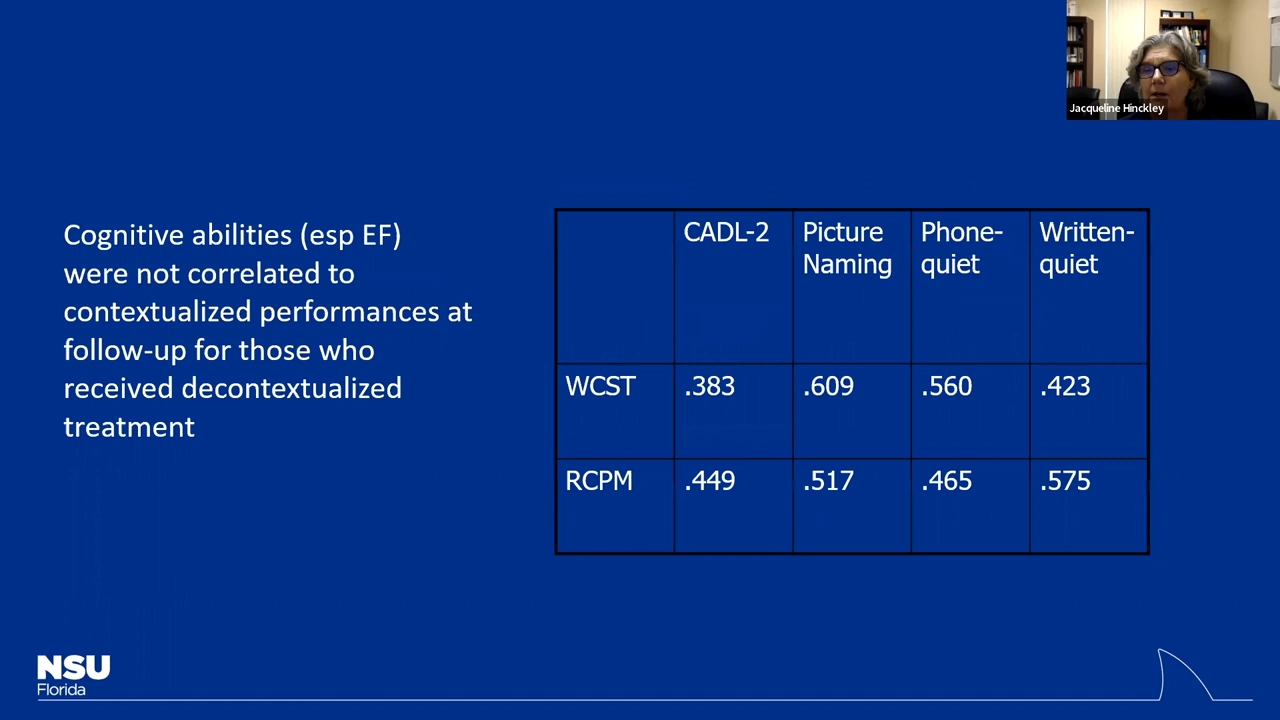 Jacqueline Hinckley
Cognitive abilities (esp EF)
were not correlated to
contextualized performances at
follow-up for those who
received decontextualized
treatment
CADL-2 Picture Naming Phone-quiet Written-quiet
WCST .383 .609 .560 .423
RCPM .449 .517 .465 .575
NSU
Florida